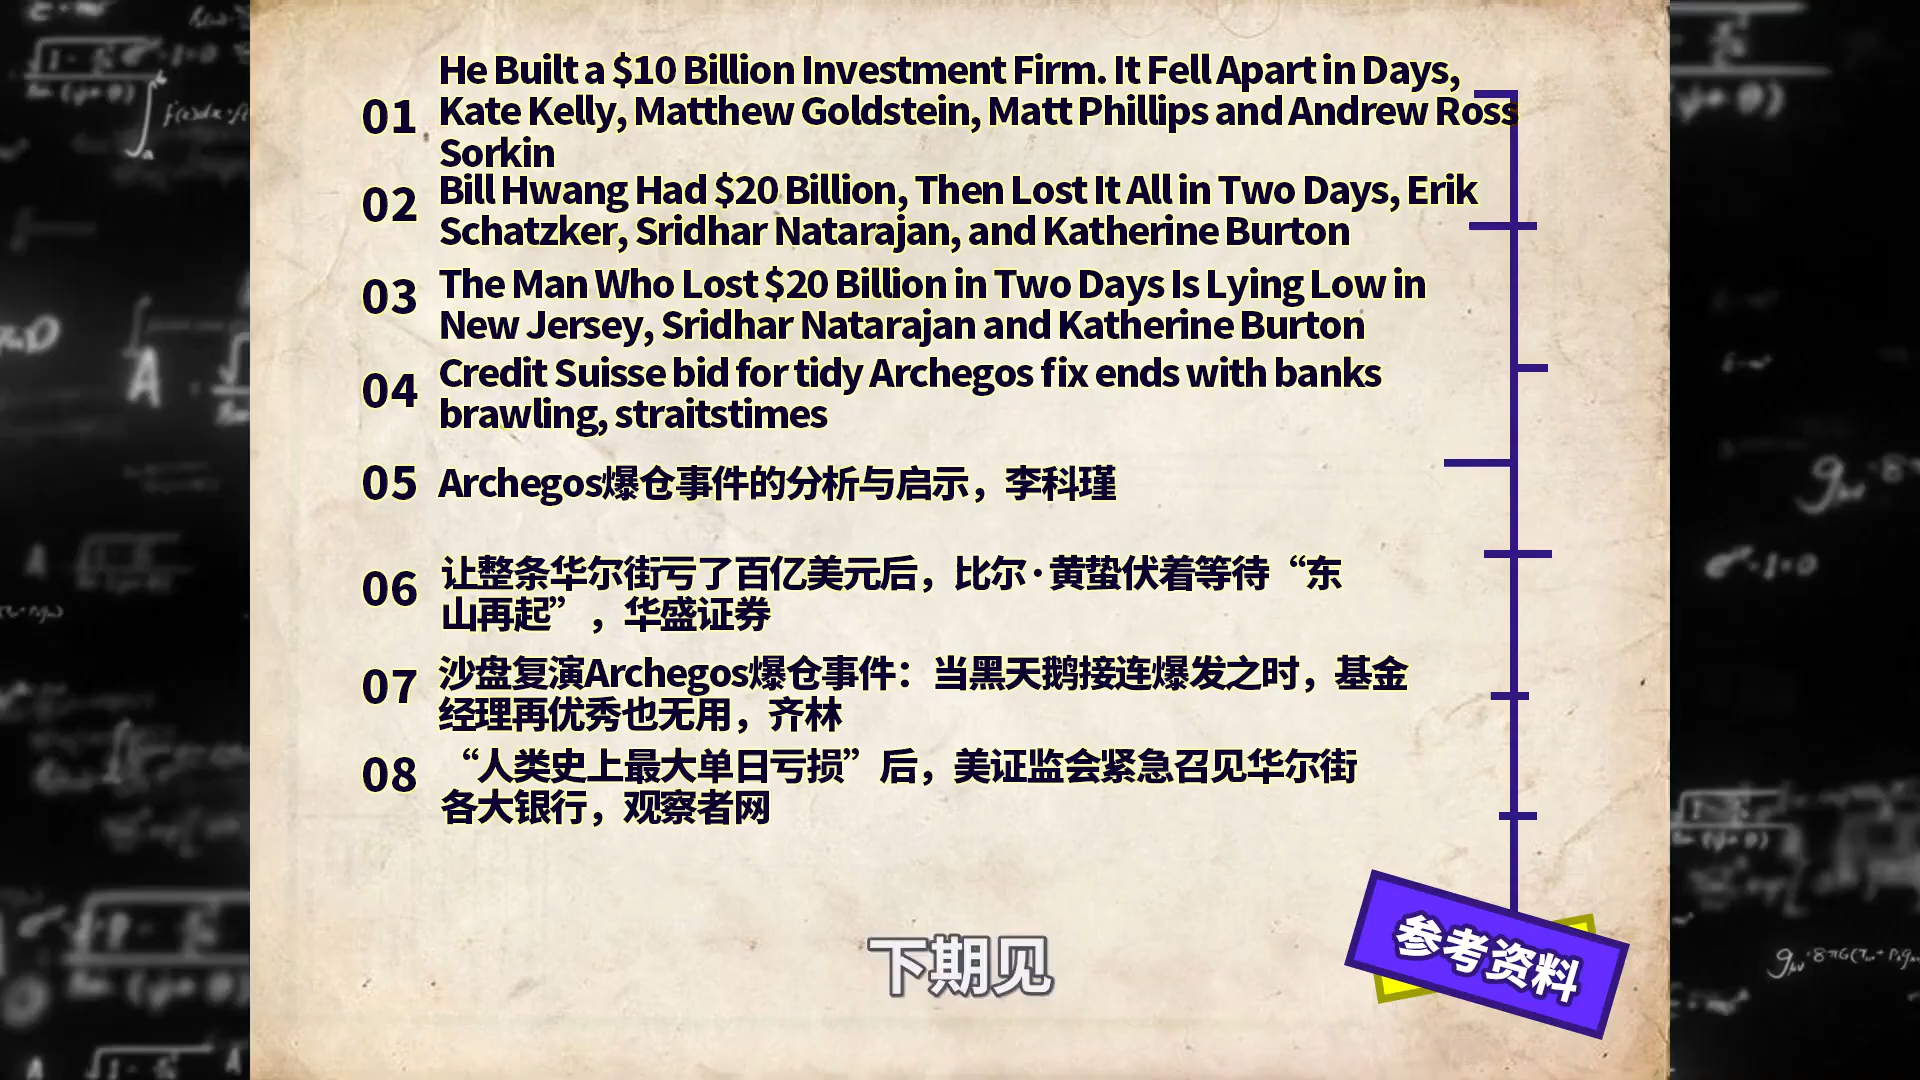 01
He Built a $10 Billion Investment Firm. It Fell Apart in Days,
Kate Kelly, Matthew Goldstein, Matt Phillips and Andrew Ross
Sorkin
02
Bill Hwang Had $20 Billion, Then Lost It All in Two Days, Erik
Schatzker, Sridhar Natarajan, and Katherine Burton
03
The Man Who Lost $20 Billion in Two Days Is Lying Low in
New Jersey, Sridhar Natarajan and Katherine Burton
04
Credit Suisse bid for tidy Archegos fix ends with banks
brawling, straitstimes
05
Archegos爆仓事件的分析与启示，李科瑾
06
让整条华尔街亏了百亿美元后，比尔·黄蛰伏着等待“东
山再起”，华盛证券
07
沙盘复演Archegos爆仓事件：当黑天鹅接连爆发之时，基金
经理再优秀也无用，齐林
08
“人类史上最大单日亏损”后，美证监会紧急召见华尔街
各大银行，观察者网
参考资料
下期见